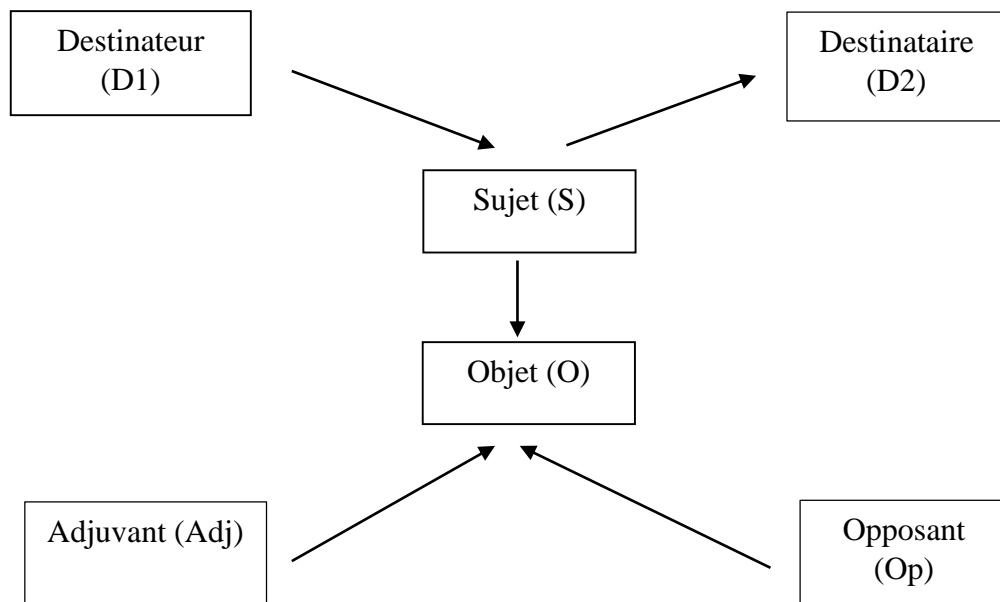 Destinateur
(D1)
Destinataire
(D2)
Sujet (S)
Objet (O)
Adjuvant (Adj)
Opposant
(Op)